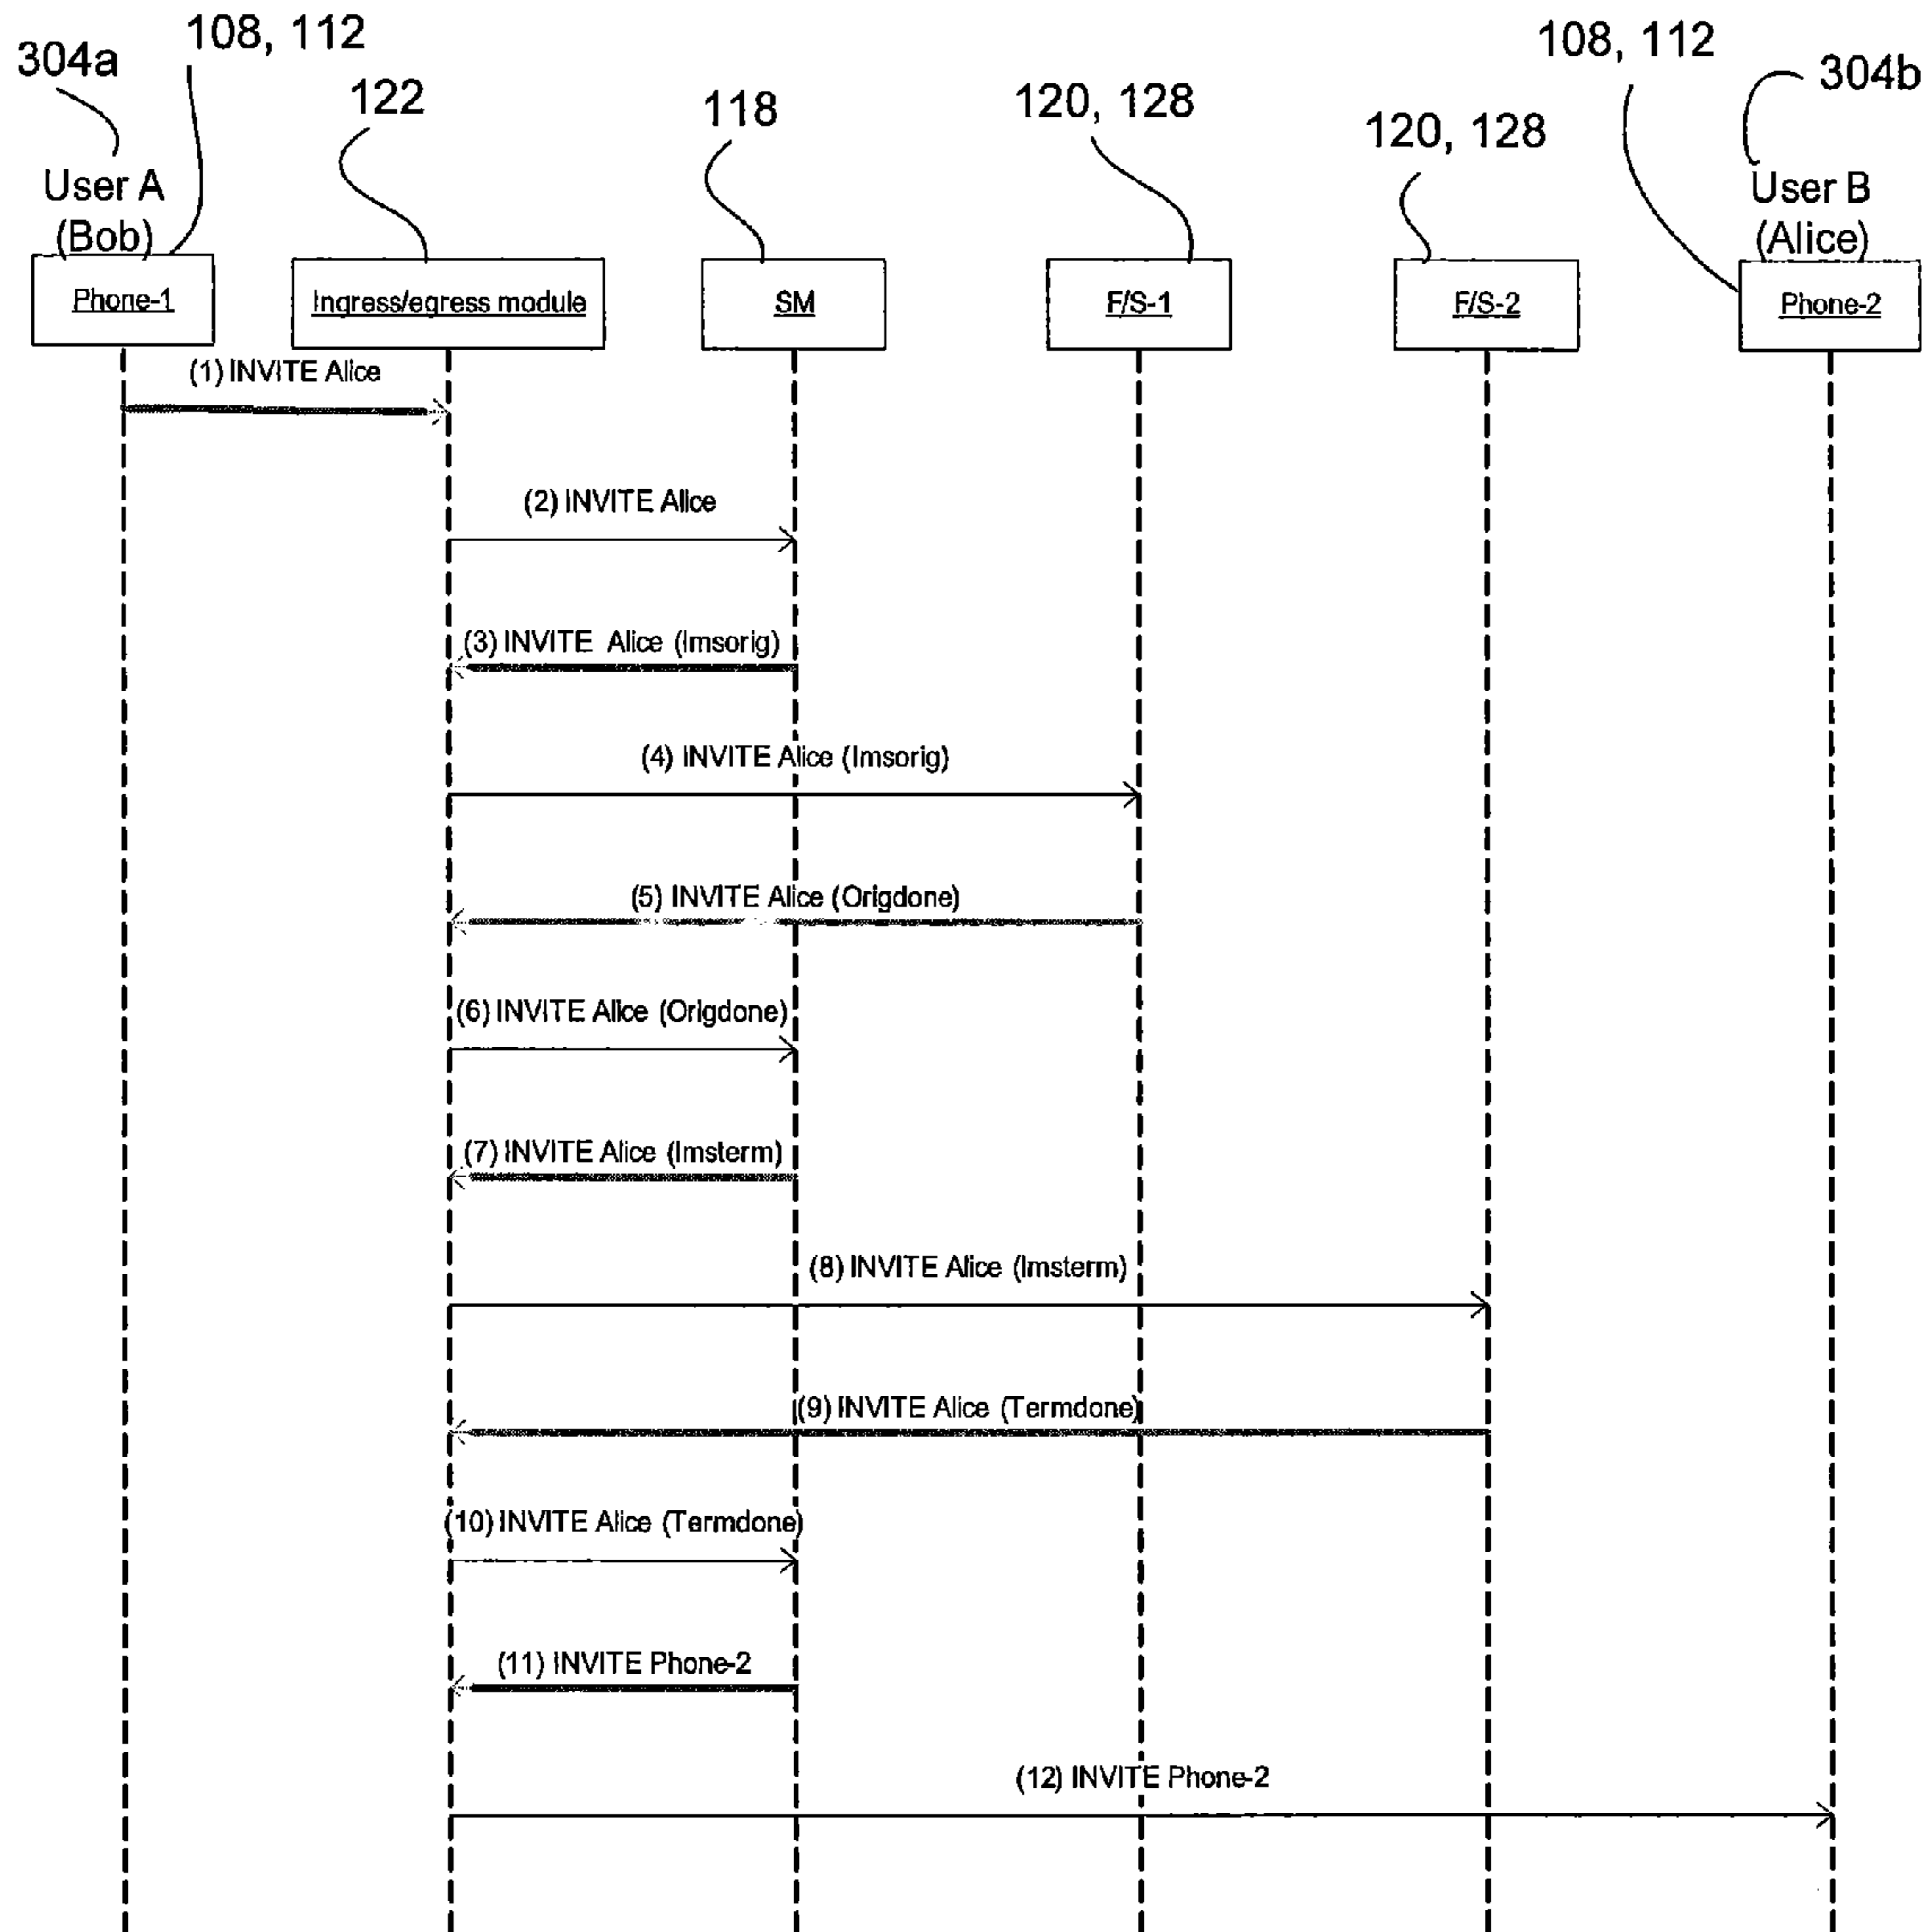 304a
108, 112
122
118
120, 128
120, 128
108, 112
304b
User A
(Bob)
User B
(Alice)
Phone-1
Ingress/egress module
SM
F/S-1
F/S-2
Phone-2
(1) INVITE Alice
(2) INVITE Alice
(3) INVITE Alice (Imsorig)
(4) INVITE Alice (Imsorig)
(5) INVITE Alice (Origdone)
(6) INVITE Alice (Origdone)
(7) INVITE Alice (Imsterm)
(8) INVITE Alice (Imsterm)
(9) INVITE Alice (Termdone)
(10) INVITE Alice (Termdone)
(11) INVITE Phone-2
(12) INVITE Phone-2